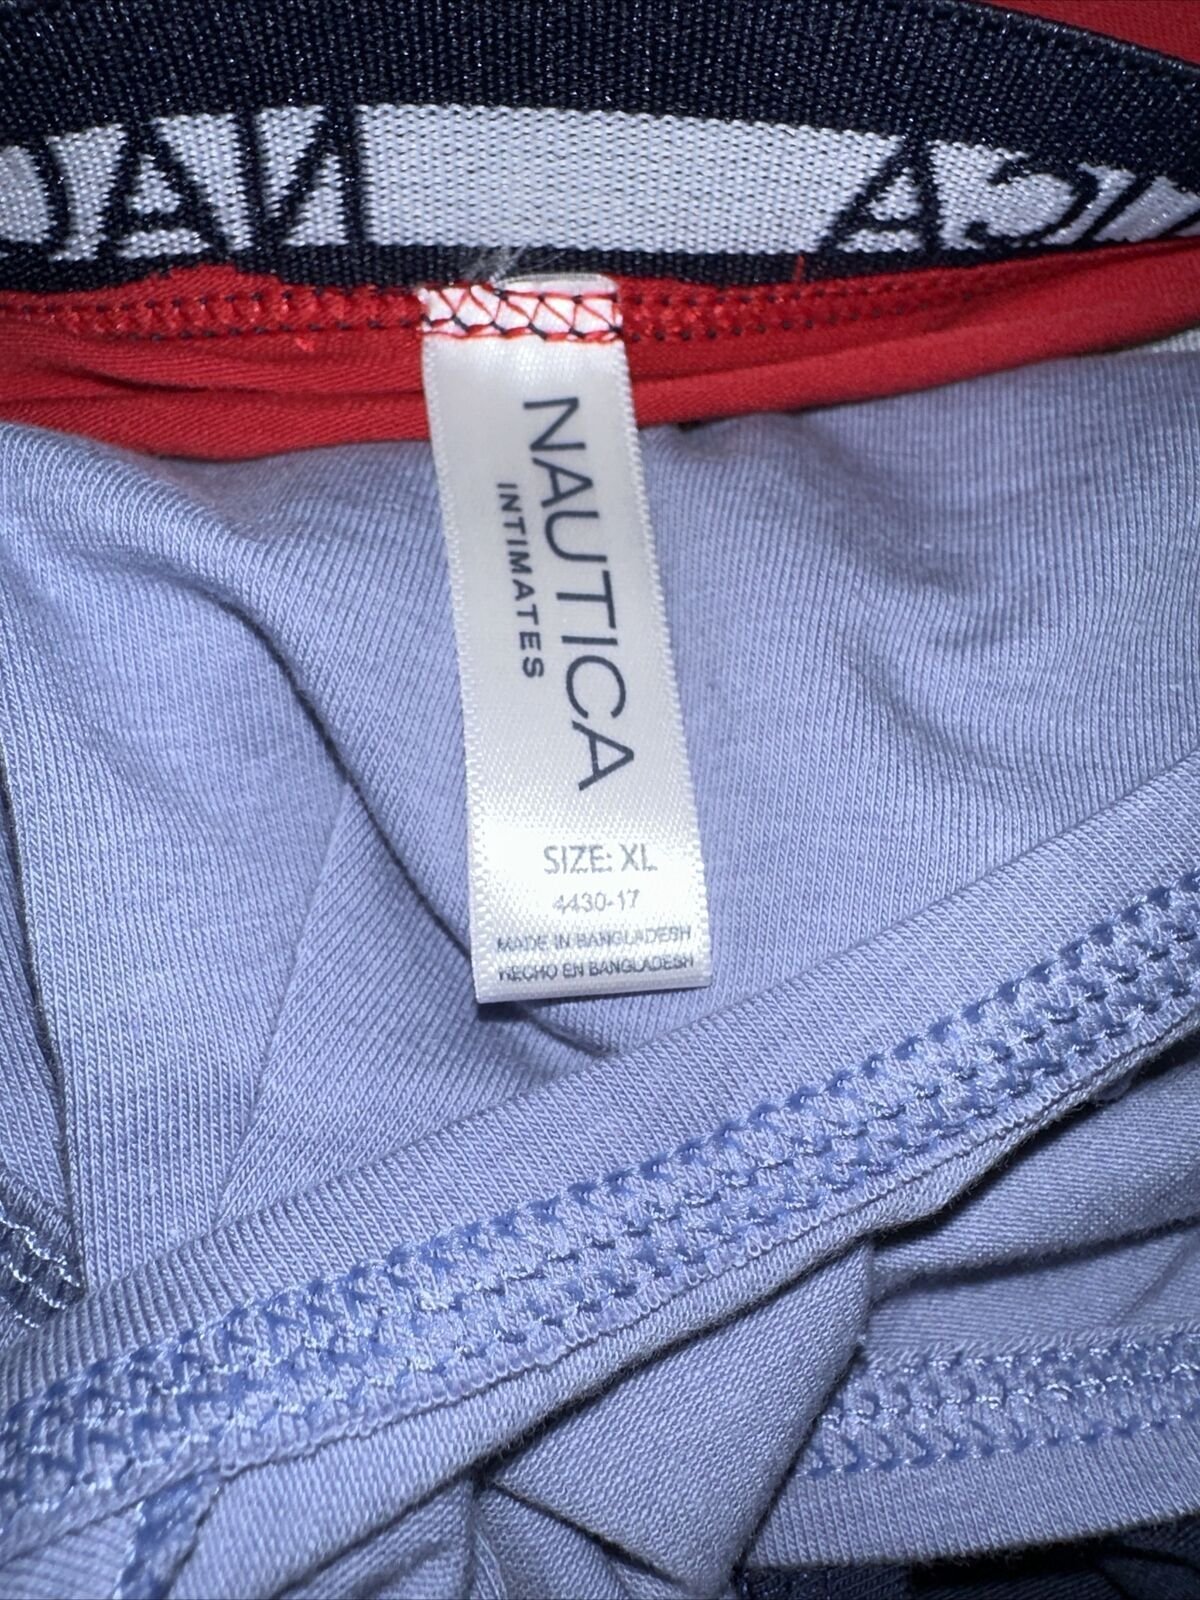 NAUTICA
INTIMATES
SIZE: XL
4430-17
MADE IN BANGLADESH
HECHO EN BANGLADESH